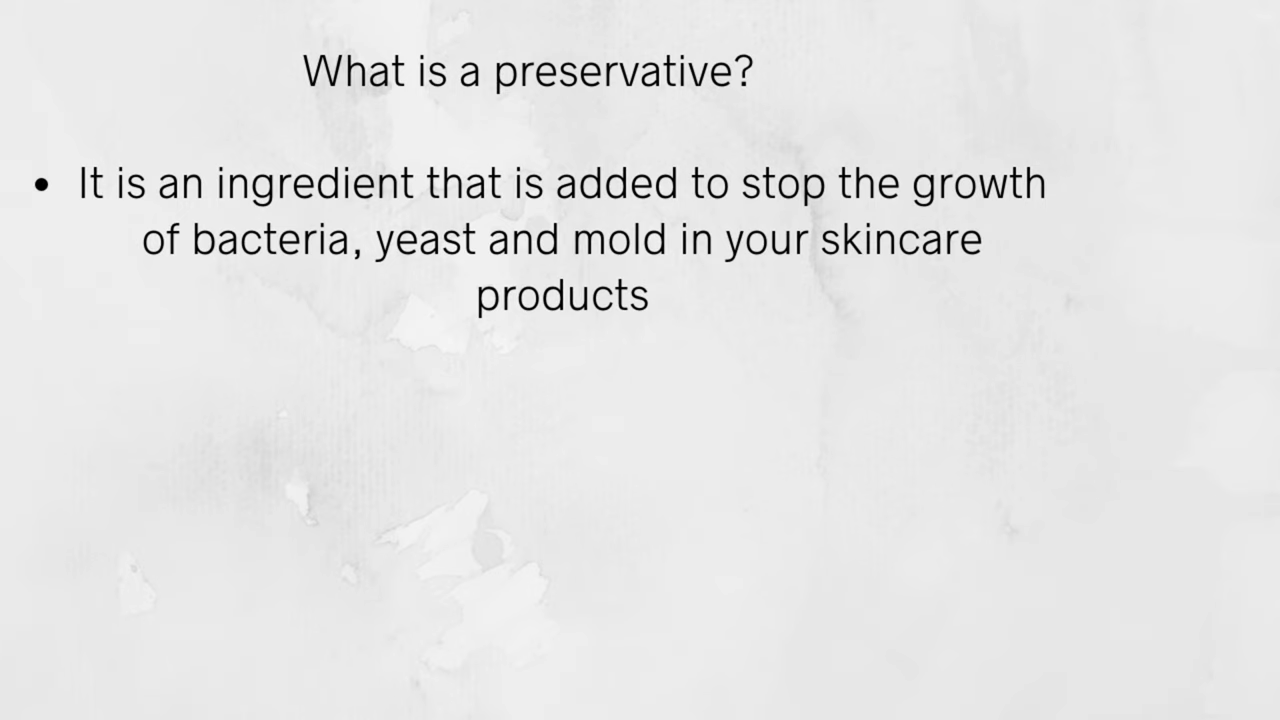 What is a preservative?
• It is an ingredient that is added to stop the growth
of bacteria, yeast and mold in your skincare
products